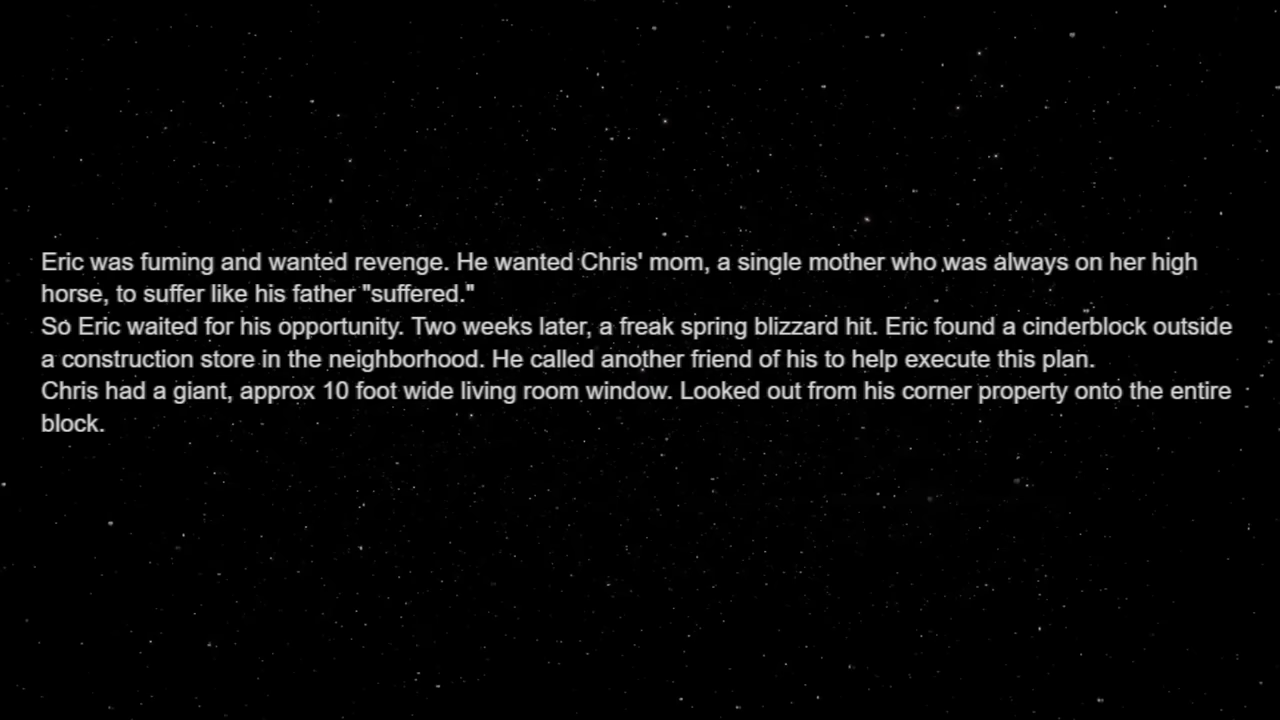 Eric was fuming and wanted revenge. He wanted Chris' mom, a single mother who was always on her high
horse, to suffer like his father "suffered."
So Eric waited for his opportunity. Two weeks later, a freak spring blizzard hit. Eric found a cinderblock outside
a construction store in the neighborhood. He called another friend of his to help execute this plan.
Chris had a giant, approx 10 foot wide living room window. Looked out from his corner property onto the entire
block.